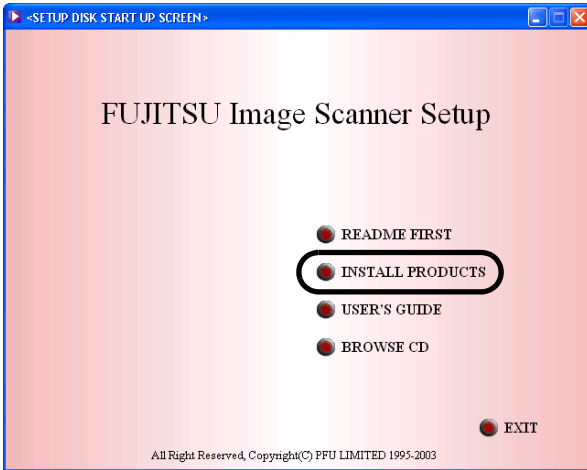 <SETUP DISK START UP SCREEN>
FUJITSU Image Scanner Setup
README FIRST
INSTALL PRODUCTS
USER'S GUIDE
BROWSE CD
EXIT
All Right Reserved, Copyright(C) PFU LIMITED 1995-2003